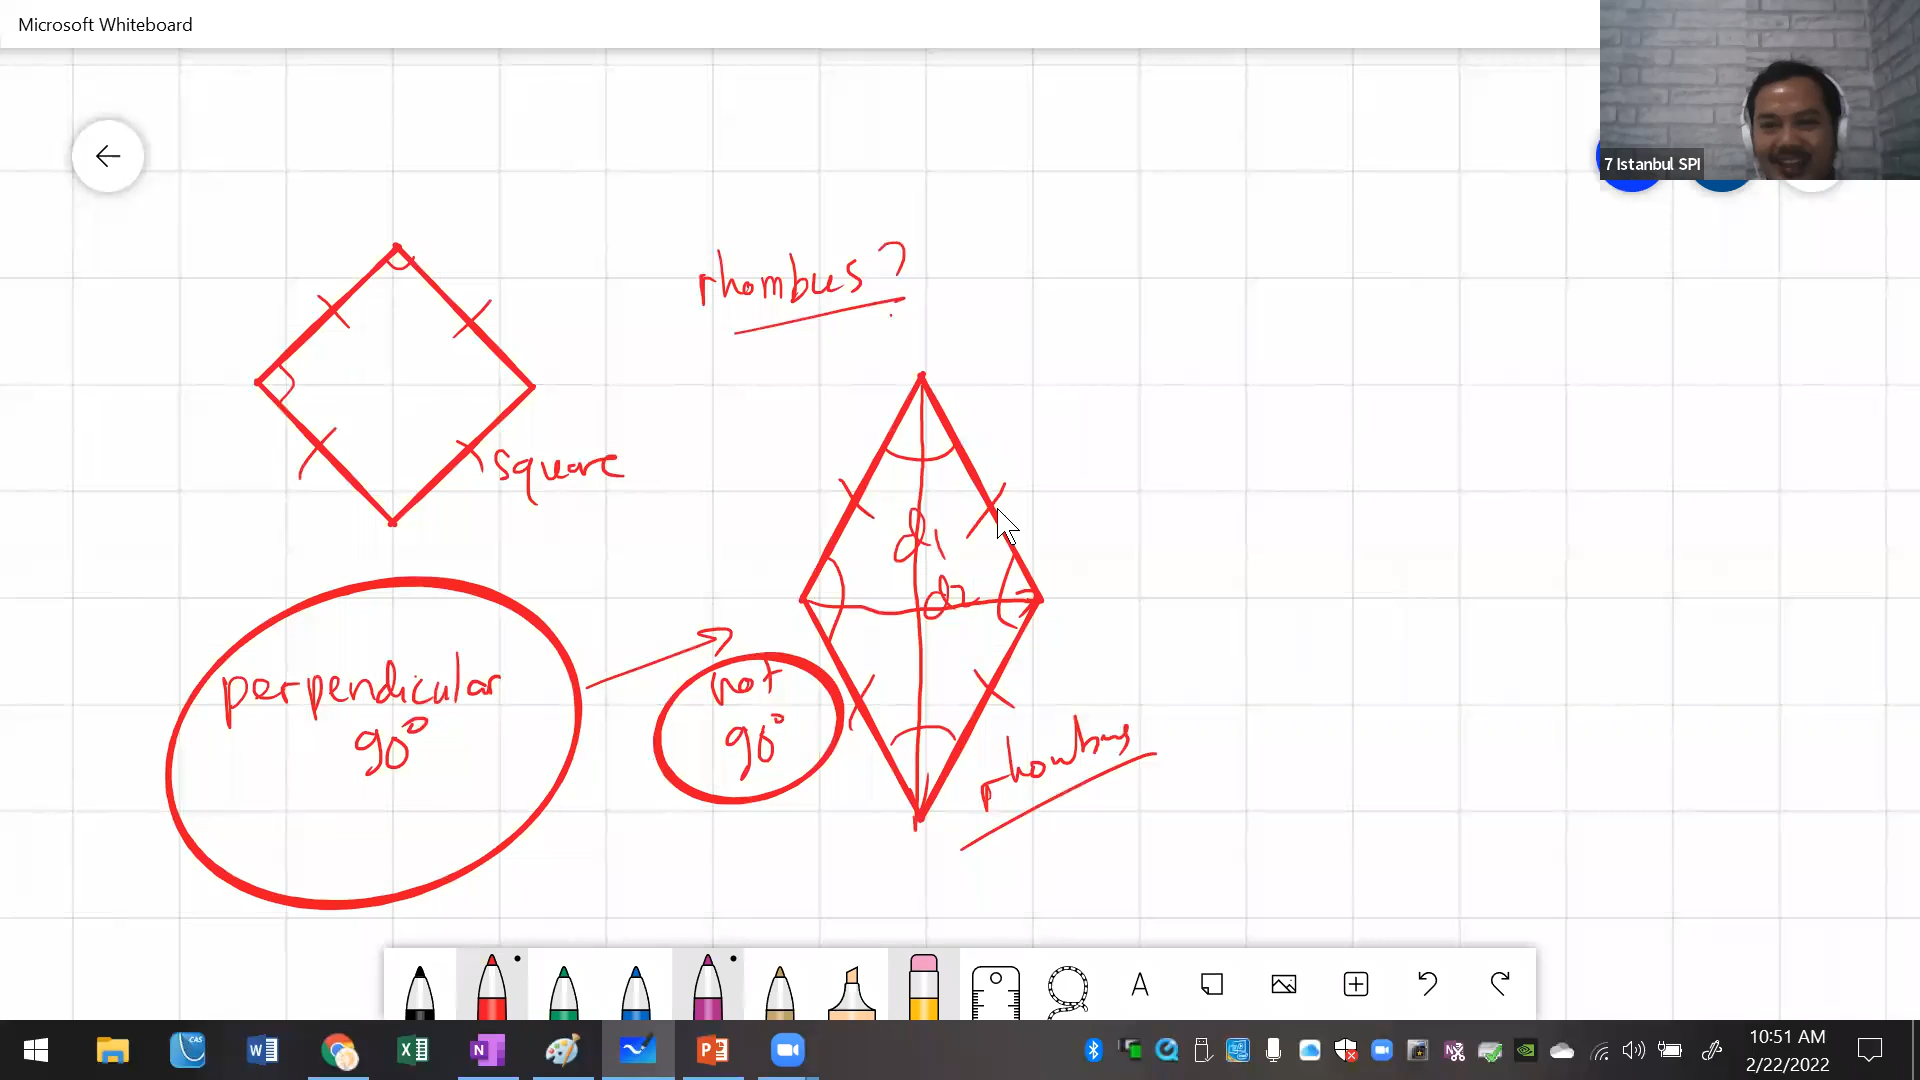 Microsoft Whiteboard
7 Istanbul SPI
rhombus?
square
d1
d2
perpendicular
90°
not
90°
rhombus
A
10:51 AM
2/22/2022